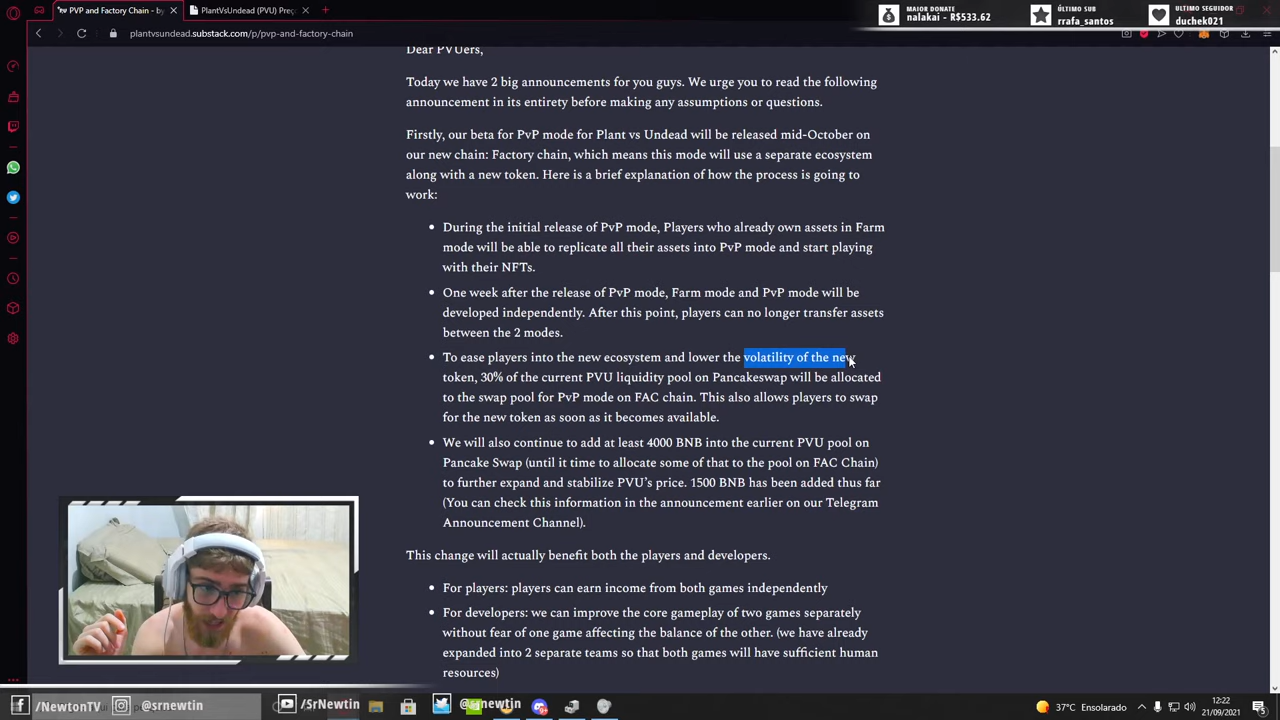 PVP and Factory Chain - by
PlantVsUndead (PVU) Preç
MAIOR DONATE
nalakai - R$533.62
ÚLTIMO SUB
rrafa_santos
ÚLTIMO SEGUIDOR
duchek021
plantvsundead.substack.com/p/pvp-and-factory-chain
Dear PVUers,
Today we have 2 big announcements for you guys. We urge you to read the following
announcement in its entirety before making any assumptions or questions.
Firstly, our beta for PvP mode for Plant vs Undead will be released mid-October on
our new chain: Factory chain, which means this mode will use a separate ecosystem
along with a new token. Here is a brief explanation of how the process is going to
work:
• During the initial release of PvP mode, Players who already own assets in Farm
mode will be able to replicate all their assets into PvP mode and start playing
with their NFTs.
• One week after the release of PvP mode, Farm mode and PvP mode will be
developed independently. After this point, players can no longer transfer assets
between the 2 modes.
• To ease players into the new ecosystem and lower the volatility of the new
token, 30% of the current PVU liquidity pool on Pancakeswap will be allocated
to the swap pool for PvP mode on FAC chain. This also allows players to swap
for the new token as soon as it becomes available.
• We will also continue to add at least 4000 BNB into the current PVU pool on
Pancake Swap (until it time to allocate some of that to the pool on FAC Chain)
to further expand and stabilize PVU's price. 1500 BNB has been added thus far
(You can check this information in the announcement earlier on our Telegram
Announcement Channel).
This change will actually benefit both the players and developers.
• For players: players can earn income from both games independently
• For developers: we can improve the core gameplay of two games separately
without fear of one game affecting the balance of the other. (we have already
expanded into 2 separate teams so that both games will have sufficient human
resources)
/NewtonTV
@srnewtin
/SrNewtin
@srnewtin
37°C Ensolarado
12:22
21/09/2021